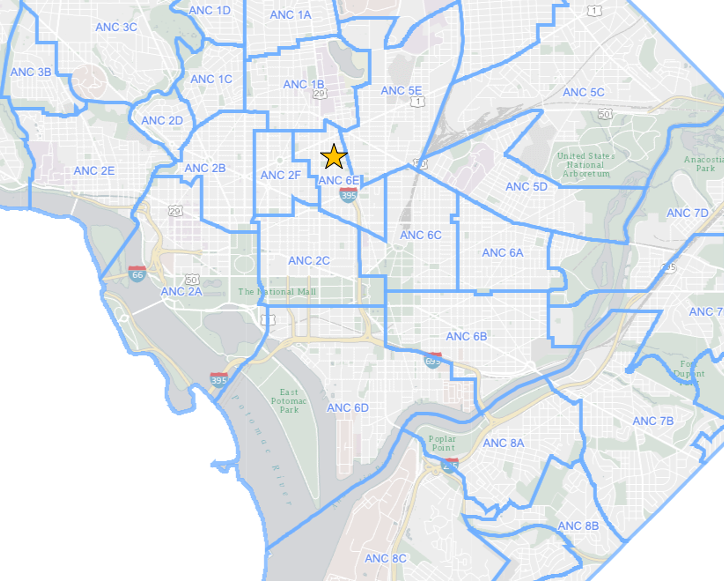 ANC 1D
ANC 1A
1
ANC 3C
ANC 3B
ANC 1C
ANC 1B
29
ANC 5E
1
ANC 5C
50
ANC 2D
ANC 2E
ANC 2B
ANC 2F
ANC 6E
395
50
United States
National
Arboretum
Anacostia
Park
ANC 5D
ANC 7D
29
ANC 6C
ANC 6A
ANC 2C
66
50
ANC 2A
The National Mall
1
295
ANC 7
ANC 6B
695
Fort
Dupont
395
East
Potomac
Park
ANC 6D
Potomac River
Poplar
Point
295
ANC 8A
ANC 7B
ANC 8B
ANC 8C